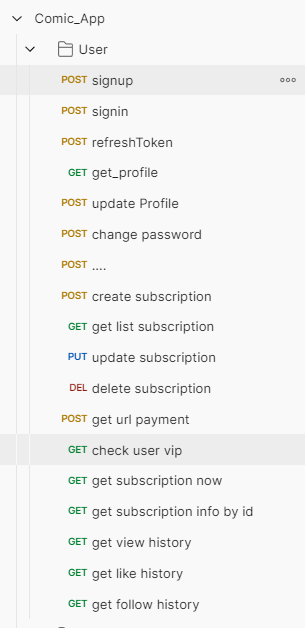 Comic_App
User
POST signup
POST signin
POST refreshToken
GET get_profile
POST update Profile
POST change password
POST ....
POST create subscription
GET get list subscription
PUT update subscription
DEL delete subscription
POST get url payment
GET check user vip
GET get subscription now
GET get subscription info by id
GET get view history
GET get like history
GET get follow history